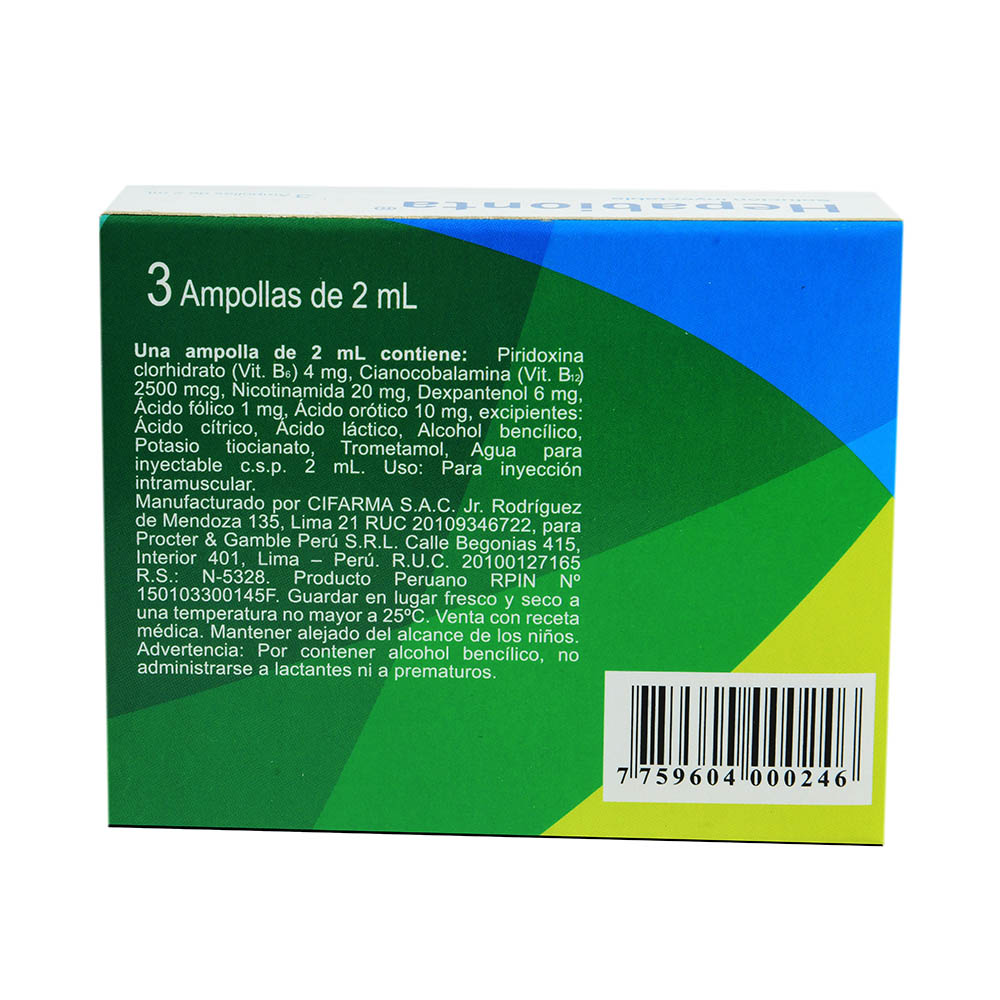 Hepabionta®
3 Ampollas de 2 ml
3 Ampollas de 2 mL
Una ampolla de 2 mL contiene: Piridoxina
clorhidrato (Vit. B₆) 4 mg, Cianocobalamina (Vit. B₁₂)
2500 mcg, Nicotinamida 20 mg, Dexpantenol 6 mg,
Ácido fólico 1 mg, Ácido orótico 10 mg, excipientes:
Ácido cítrico, Ácido láctico, Alcohol bencílico,
Potasio tiocianato, Trometamol, Agua para
inyectable c.s.p. 2 mL. Uso: Para inyección
intramuscular.
Manufacturado por CIFARMA S.A.C. Jr. Rodríguez
de Mendoza 135, Lima 21 RUC 20109346722, para
Procter & Gamble Perú S.R.L. Calle Begonias 415,
Interior 401, Lima – Perú. R.U.C. 20100127165
R.S.: N-5328. Producto Peruano RPIN Nº
150103300145F. Guardar en lugar fresco y seco a
una temperatura no mayor a 25ºC. Venta con receta
médica. Mantener alejado del alcance de los niños.
Advertencia: Por contener alcohol bencílico, no
administrarse a lactantes ni a prematuros.
7 759604 000246